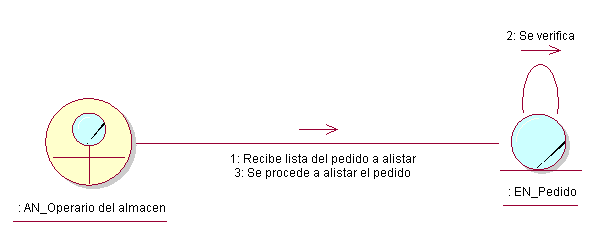 2: Se verifica
1: Recibe lista del pedido a alistar
3: Se procede a alistar el pedido
: AN_Operario del almacen
: EN_Pedido